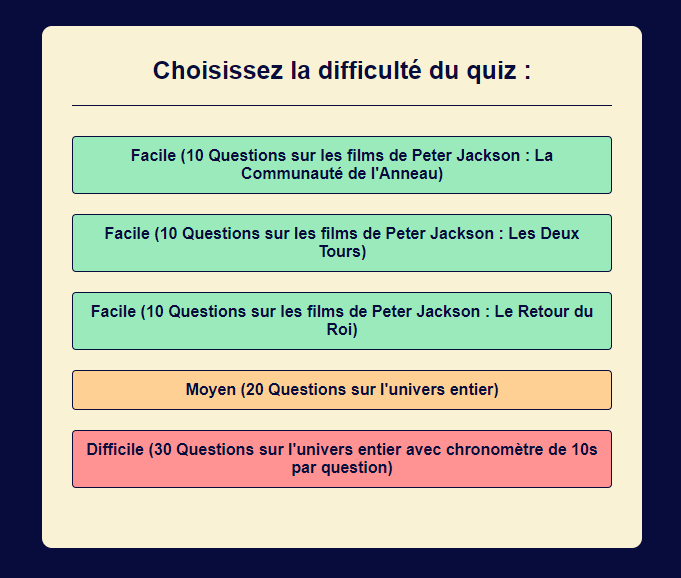 Choisissez la difficulté du quiz :
Facile (10 Questions sur les films de Peter Jackson : La
Communauté de l'Anneau)
Facile (10 Questions sur les films de Peter Jackson : Les Deux
Tours)
Facile (10 Questions sur les films de Peter Jackson : Le Retour du
Roi)
Moyen (20 Questions sur l'univers entier)
Difficile (30 Questions sur l'univers entier avec chronomètre de 10s
par question)